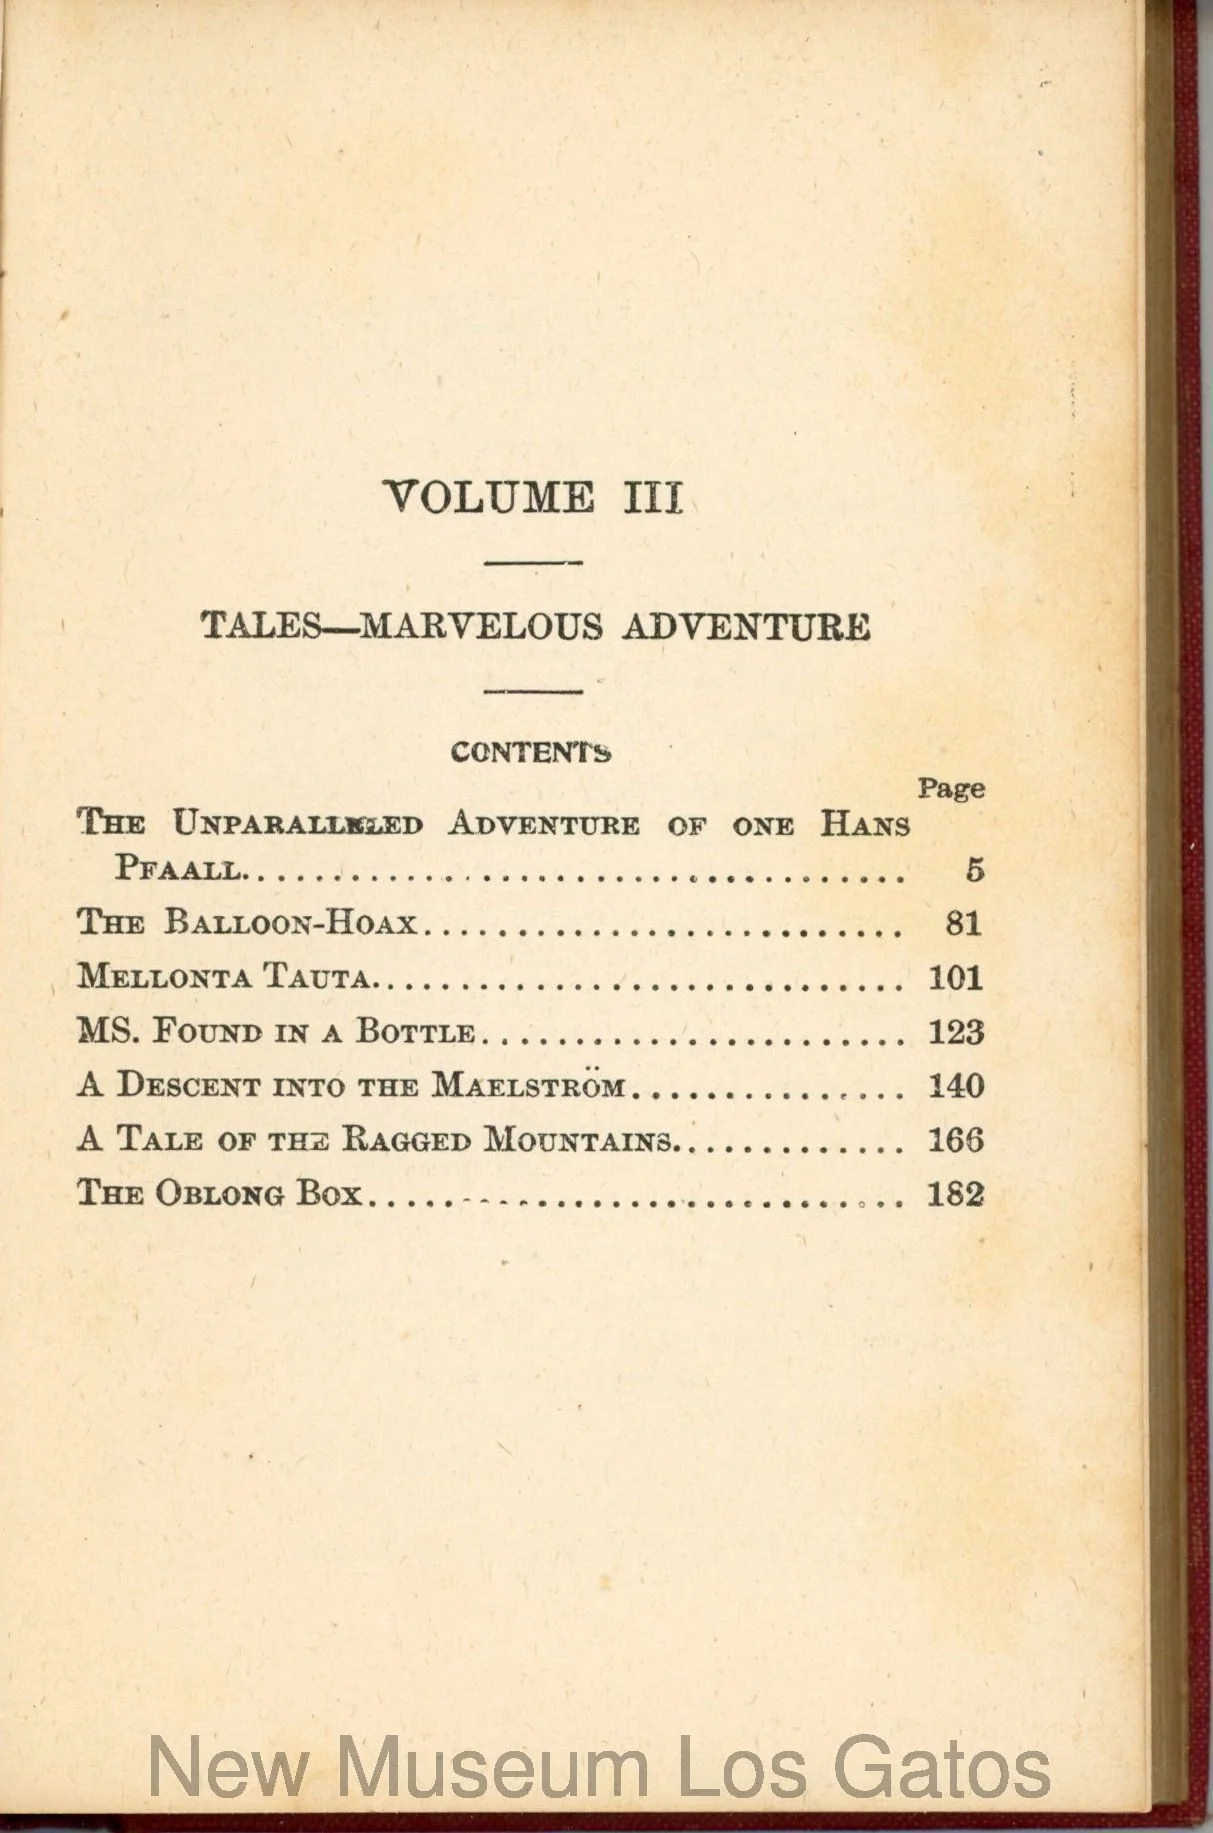 VOLUME III
TALES—MARVELOUS ADVENTURE
CONTENTS
Page
THE UNPARALLELED ADVENTURE OF ONE HANS
PFAALL.................................... 5
THE BALLOON-HOAX.......................... 81
MELLONTA TAUTA............................. 101
MS. FOUND IN A BOTTLE....................... 123
A DESCENT INTO THE MAELSTRÖM............... 140
A TALE OF THE RAGGED MOUNTAINS............. 166
THE OBLONG BOX............................. 182
New Museum Los Gatos